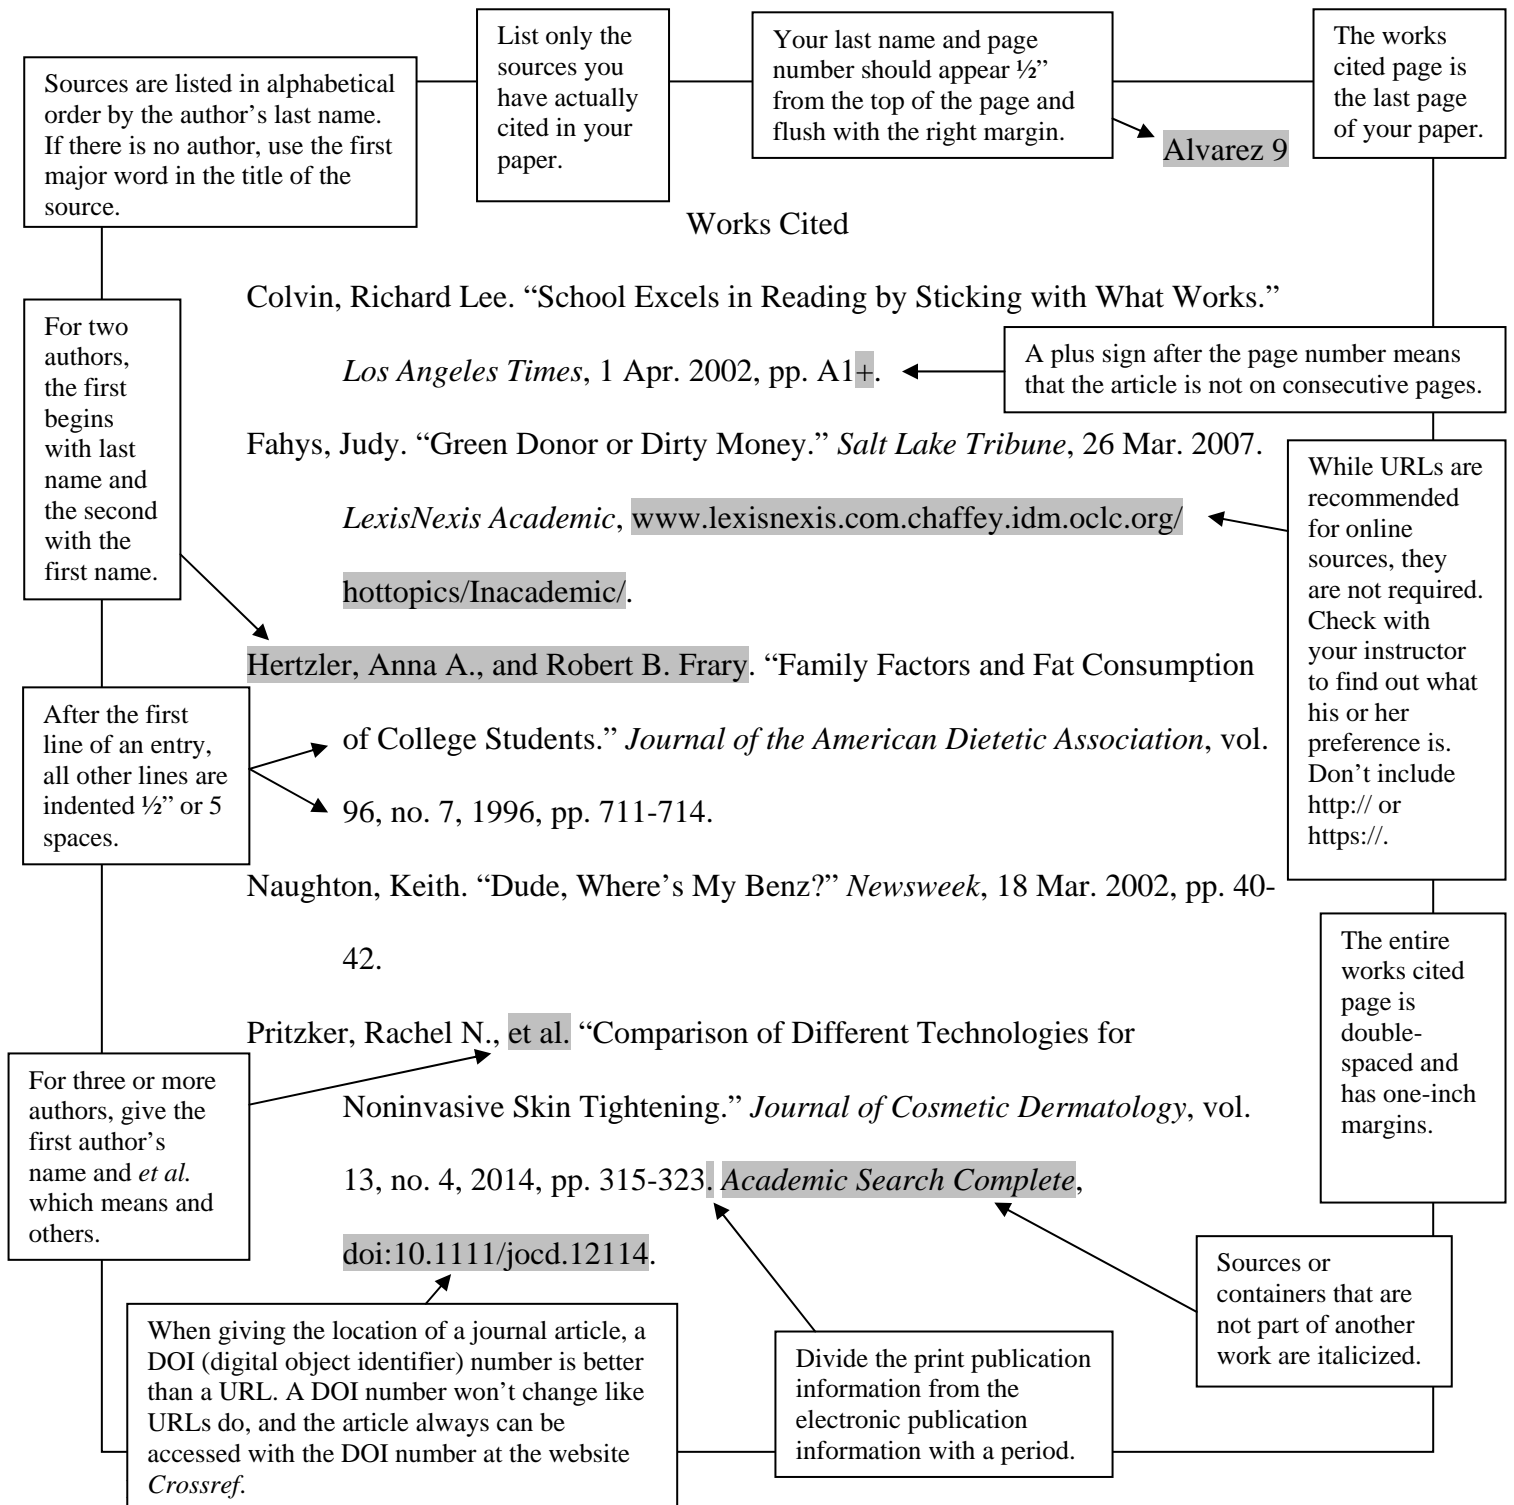 Sources are listed in alphabetical
order by the author’s last name.
If there is no author, use the first
major word in the title of the
source.
List only the
sources you
have actually
cited in your
paper.
Your last name and page
number should appear ½”
from the top of the page and
flush with the right margin.
The works
cited page is
the last page
of your paper.
Alvarez 9
Works Cited
Colvin, Richard Lee. “School Excels in Reading by Sticking with What Works.”
Los Angeles Times, 1 Apr. 2002, pp. A1+.
For two
authors,
the first
begins
with last
name and
the second
with the
first name.
A plus sign after the page number means
that the article is not on consecutive pages.
Fahys, Judy. “Green Donor or Dirty Money.” Salt Lake Tribune, 26 Mar. 2007.
LexisNexis Academic, www.lexisnexis.com.chaffey.idm.oclc.org/
hottopics/Inacademic/.
While URLs are
recommended
for online
sources, they
are not required.
Check with
your instructor
to find out what
his or her
preference is.
Don’t include
http:// or
https://.
Hertzler, Anna A., and Robert B. Frary. “Family Factors and Fat Consumption
of College Students.” Journal of the American Dietetic Association, vol.
96, no. 7, 1996, pp. 711-714.
After the first
line of an entry,
all other lines are
indented ½” or 5
spaces.
Naughton, Keith. “Dude, Where’s My Benz?” Newsweek, 18 Mar. 2002, pp. 40-
42.
The entire
works cited
page is
double-
spaced and
has one-inch
margins.
Pritzker, Rachel N., et al. “Comparison of Different Technologies for
Noninvasive Skin Tightening.” Journal of Cosmetic Dermatology, vol.
13, no. 4, 2014, pp. 315-323. Academic Search Complete,
doi:10.1111/jocd.12114.
For three or more
authors, give the
first author’s
name and et al.
which means and
others.
Sources or
containers that are
not part of another
work are italicized.
When giving the location of a journal article, a
DOI (digital object identifier) number is better
than a URL. A DOI number won’t change like
URLs do, and the article always can be
accessed with the DOI number at the website
Crossref.
Divide the print publication
information from the
electronic publication
information with a period.